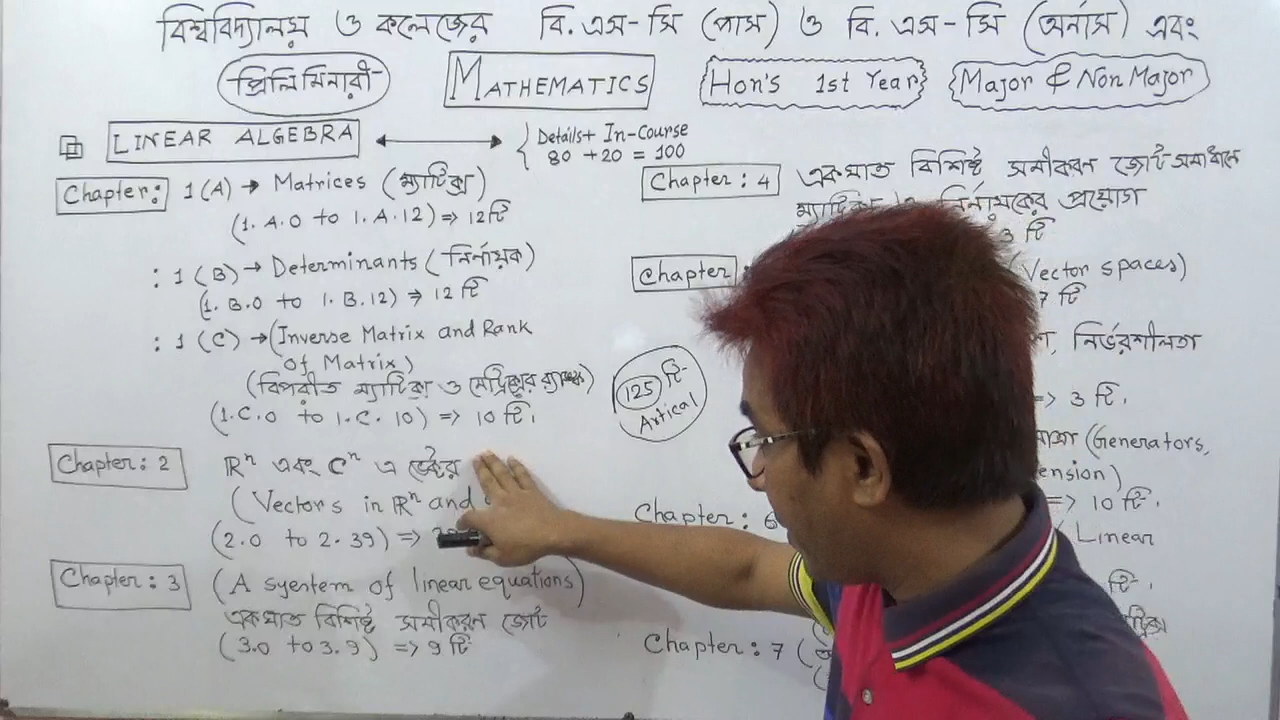 বিশ্ববিদ্যালয় ও কলেজের বি.এস-সি (পাস) ও বি. এস-সি (অর্নাস) এবং
প্রিলিমিনারী- MATHEMATICS Hon's 1st Year Major & Non Major
LINEAR ALGEBRA
Details + In-Course
80 + 20 = 100
Chapter: 1 (A) → Matrices (ম্যাট্রিক্স)
(1. A.0 to 1. A. 12) => 12 টি
: 1 (B) → Determinants (নির্নায়ক)
(1. B.0 to 1. B. 12) => 12 টি
: 1 (C) → (Inverse Matrix and Rank
of Matrix)
(বিপরীত ম্যাট্রিক্স ও মেট্রিক্সের
(1.C.0 to 1.C. 10) => 10 টি।
Chapter: 2 ℝⁿ এবং ℂⁿ এ ভেক্টর
(Vectors in ℝⁿ and
(2.0 to 2.39) =>
Chapter: 3 (A syentem of linear equations)
একঘাত বিশিষ্ট সমীকরণ জোট
(3.0 to 3.9) => 9 টি
125 টি-
Artical
Chapter: 4 একঘাত বিশিষ্ট সমীকরণ জোট সমাধানে
নির্নায়কের প্রয়োগ
3 টি
Chapter (Vector spaces)
7 টি
নির্ভরশীলতা
=> 3 টি.
মাত্রা (Generators,
ension)
=> 10 টি.
Chapter: 6 Linear
টি.
Chapter: 7